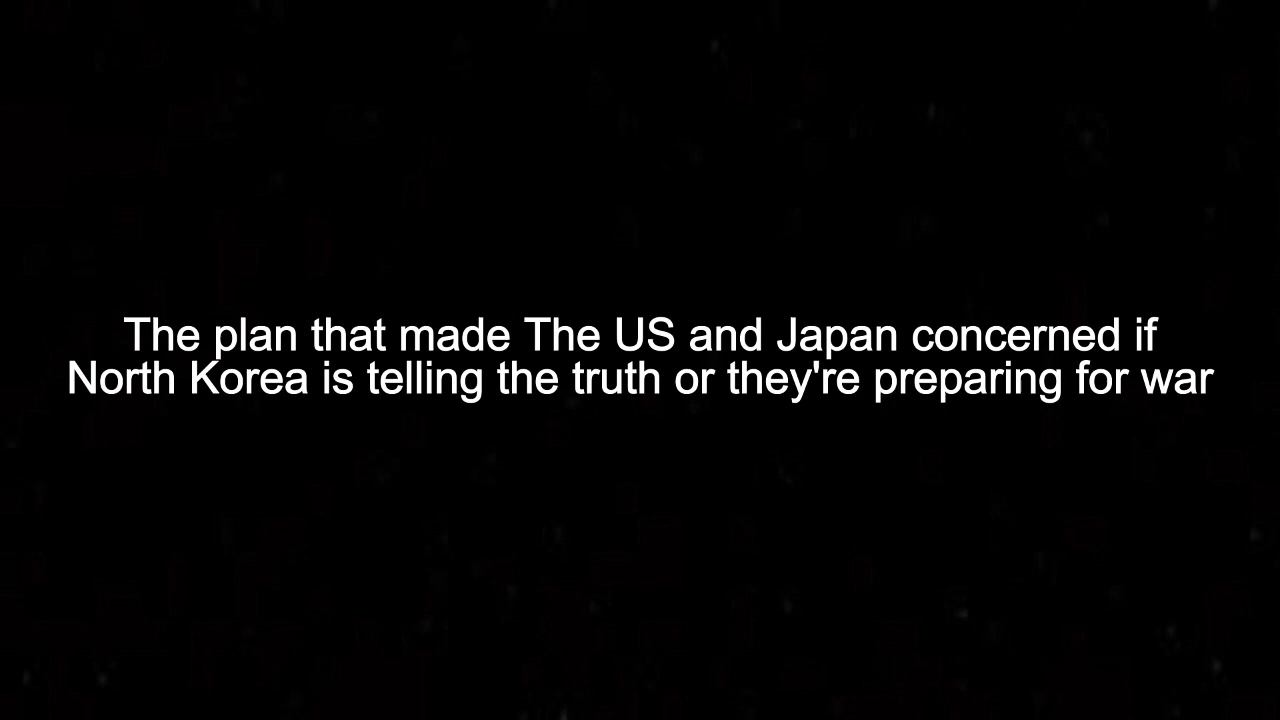 The plan that made The US and Japan concerned if
North Korea is telling the truth or they're preparing for war